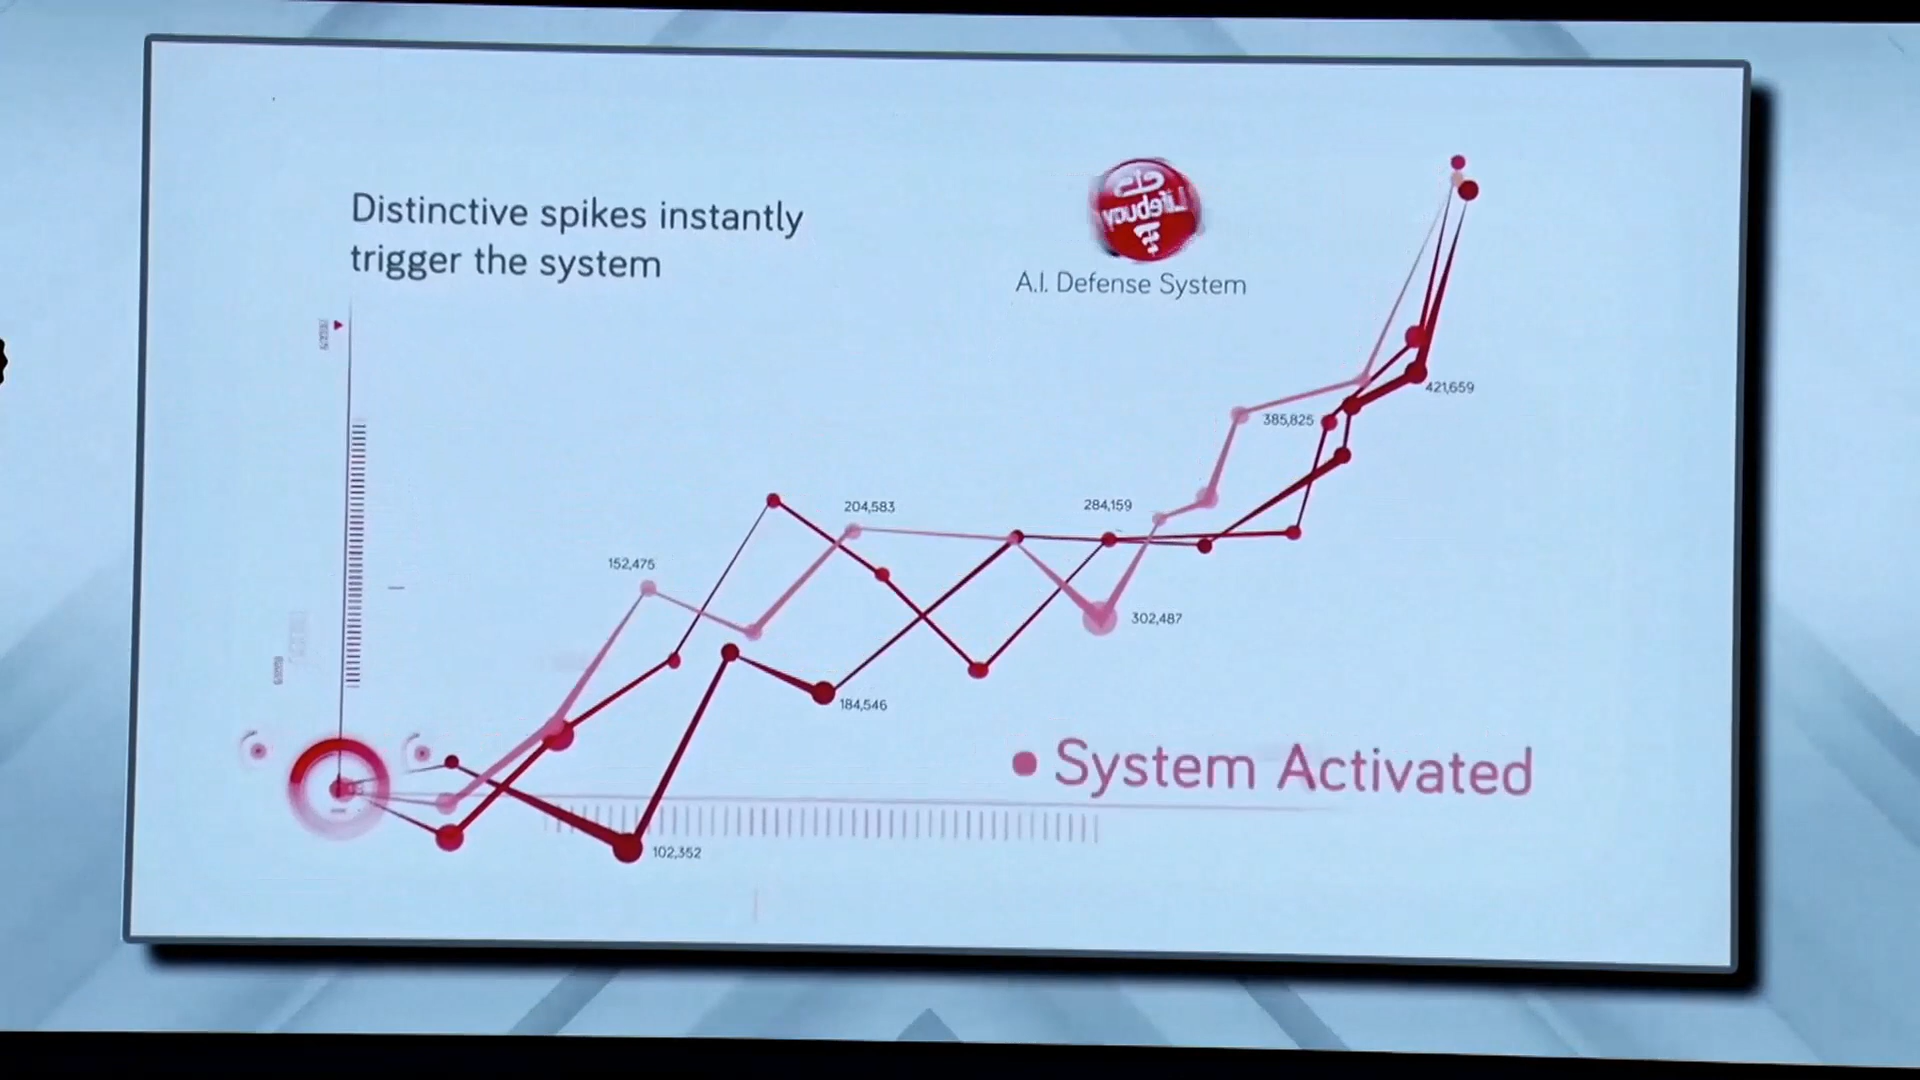 Distinctive spikes instantly
trigger the system
Lifebuoy
A.I. Defense System
385,825
421,659
204,583
284,159
152,475
302,487
184,546
System Activated
102,352